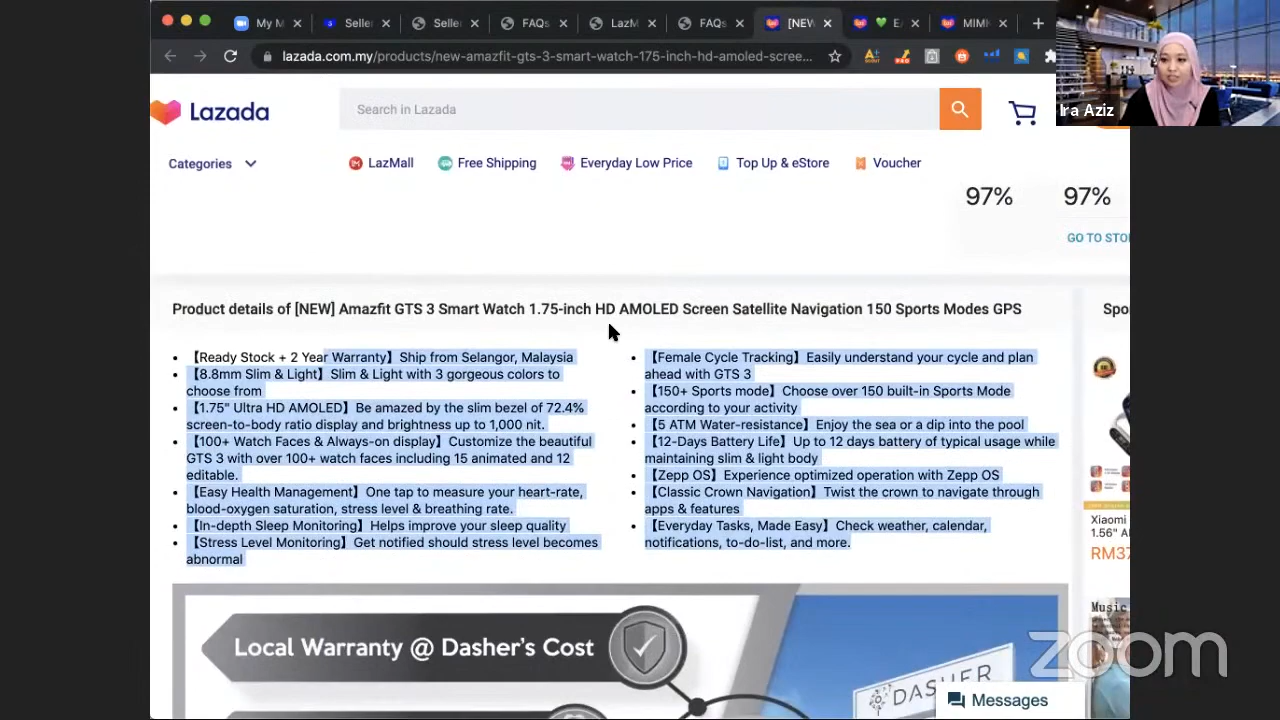 My M
Seller
Seller
FAQs
LazM
FAQs
[NEW
MIMI
lazada.com.my/products/new-amazfit-gts-3-smart-watch-175-inch-hd-amoled-scree...
Ira Aziz
Lazada
Search in Lazada
Categories
LazMall
Free Shipping
Everyday Low Price
Top Up & eStore
Voucher
97% 97%
GO TO STO
Product details of [NEW] Amazfit GTS 3 Smart Watch 1.75-inch HD AMOLED Screen Satellite Navigation 150 Sports Modes GPS
Spo
【Ready Stock + 2 Year Warranty】Ship from Selangor, Malaysia
【8.8mm Slim & Light】Slim & Light with 3 gorgeous colors to
choose from
【1.75" Ultra HD AMOLED】Be amazed by the slim bezel of 72.4%
screen-to-body ratio display and brightness up to 1,000 nit.
【100+ Watch Faces & Always-on display】Customize the beautiful
GTS 3 with over 100+ watch faces including 15 animated and 12
editable.
【Easy Health Management】One tap to measure your heart-rate,
blood-oxygen saturation, stress level & breathing rate.
【In-depth Sleep Monitoring】Helps improve your sleep quality
【Stress Level Monitoring】Get notified should stress level becomes
abnormal
【Female Cycle Tracking】Easily understand your cycle and plan
ahead with GTS 3
【150+ Sports mode】Choose over 150 built-in Sports Mode
according to your activity
【5 ATM Water-resistance】Enjoy the sea or a dip into the pool
【12-Days Battery Life】Up to 12 days battery of typical usage while
maintaining slim & light body
【Zepp OS】Experience optimized operation with Zepp OS
【Classic Crown Navigation】Twist the crown to navigate through
apps & features
【Everyday Tasks, Made Easy】Check weather, calendar,
notifications, to-do-list, and more.
Xiaomi
1.56" A
RM37
Music
Local Warranty @ Dasher's Cost
DASHER
zoom
Messages